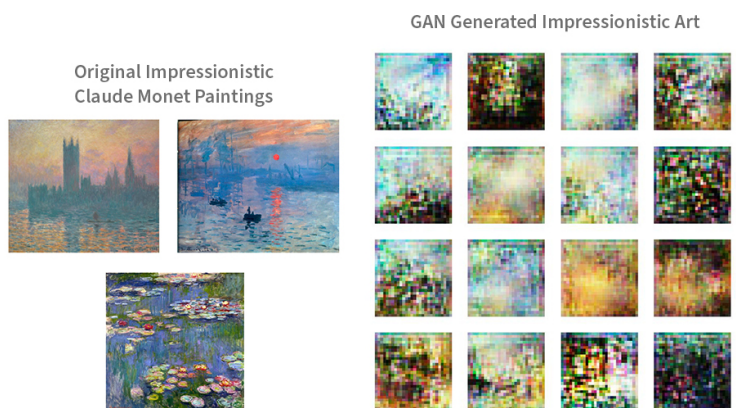 GAN Generated Impressionistic Art
Original Impressionistic
Claude Monet Paintings